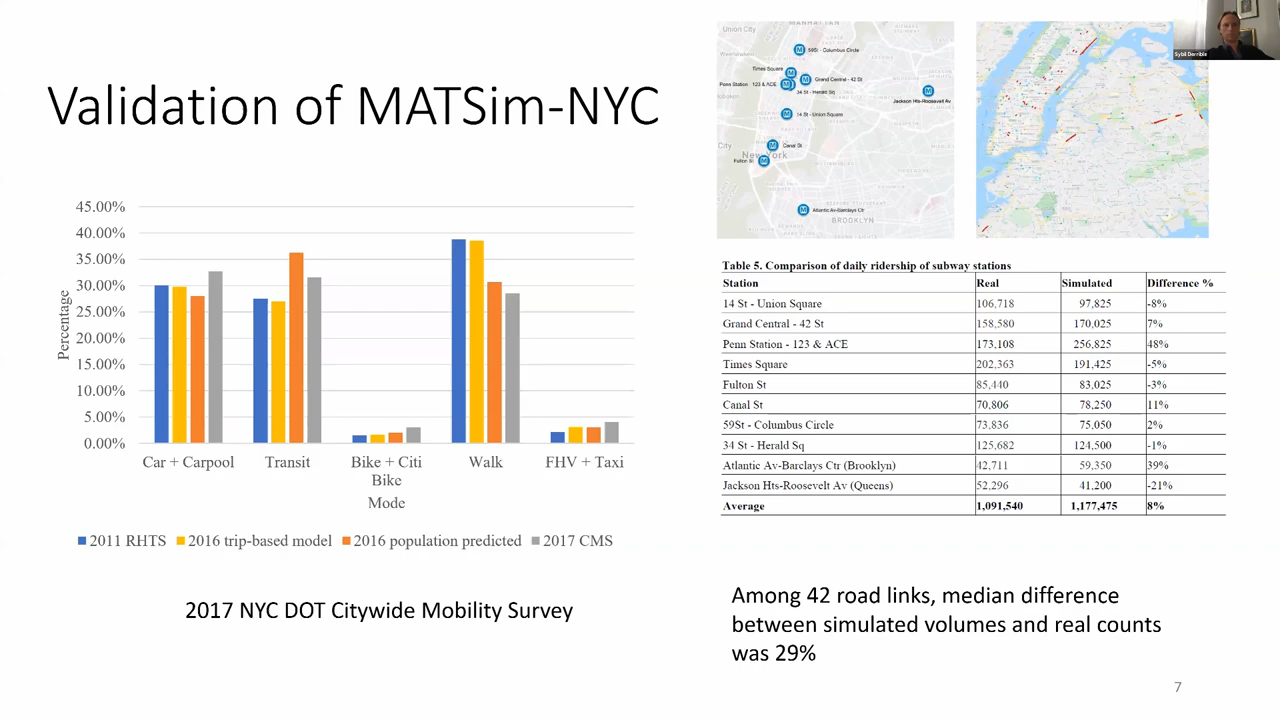 Validation of MATSim-NYC
45.00%
40.00%
35.00%
30.00%
25.00%
20.00%
15.00%
10.00%
5.00%
0.00%
Percentage
Car + Carpool
Transit
Bike + Citi
Bike
Walk
FHV + Taxi
Mode
2011 RHTS
2016 trip-based model
2016 population predicted
2017 CMS
2017 NYC DOT Citywide Mobility Survey
MANHATTAN
Union City
59St - Columbus Circle
Times Square
Grand Central - 42 St
Penn Station - 123 & ACE
34 St - Herald Sq
Jackson Hts-Roosevelt Av
14 St - Union Square
City
Canal St
New York
Fulton St
Atlantic Av-Barclays Ctr
BROOKLYN
Sybil Derrible
Table 5. Comparison of daily ridership of subway stations
Station Real Simulated Difference %
14 St - Union Square 106,718 97,825 -8%
Grand Central - 42 St 158,580 170,025 7%
Penn Station - 123 & ACE 173,108 256,825 48%
Times Square 202,363 191,425 -5%
Fulton St 85,440 83,025 -3%
Canal St 70,806 78,250 11%
59St - Columbus Circle 73,836 75,050 2%
34 St - Herald Sq 125,682 124,500 -1%
Atlantic Av-Barclays Ctr (Brooklyn) 42,711 59,350 39%
Jackson Hts-Roosevelt Av (Queens) 52,296 41,200 -21%
Average 1,091,540 1,177,475 8%
Among 42 road links, median difference
between simulated volumes and real counts
was 29%
7